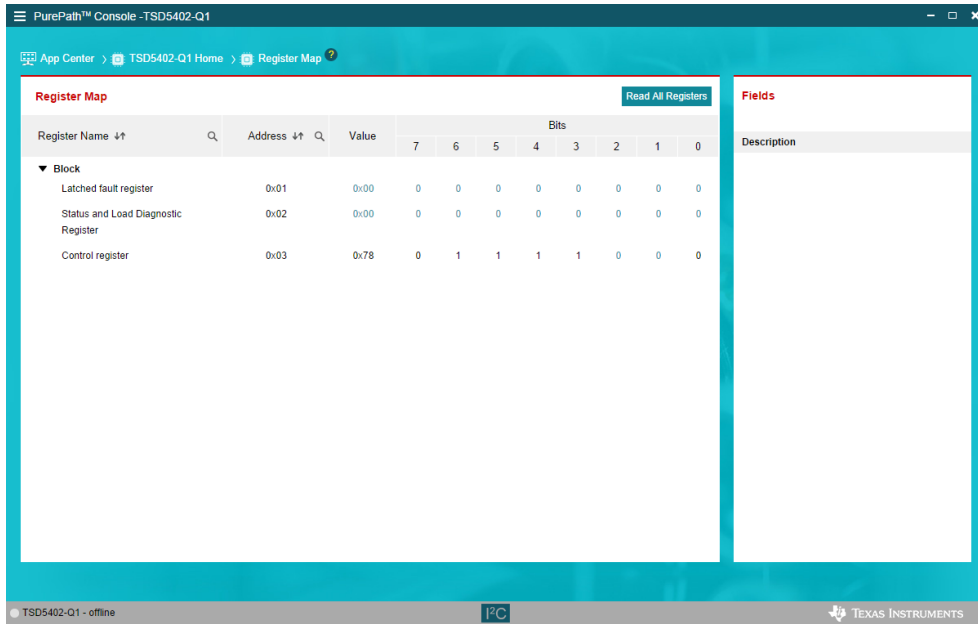 PurePath™ Console -TSD5402-Q1
App Center > TSD5402-Q1 Home > Register Map ?
Register Map
Read All Registers
Fields
Register Name Address Value Bits
7 6 5 4 3 2 1 0
Description
Block
Latched fault register 0x01 0x00 0 0 0 0 0 0 0 0
Status and Load Diagnostic
Register 0x02 0x00 0 0 0 0 0 0 0 0
Control register 0x03 0x78 0 1 1 1 1 0 0 0
TSD5402-Q1 - offline
I²C
TEXAS INSTRUMENTS